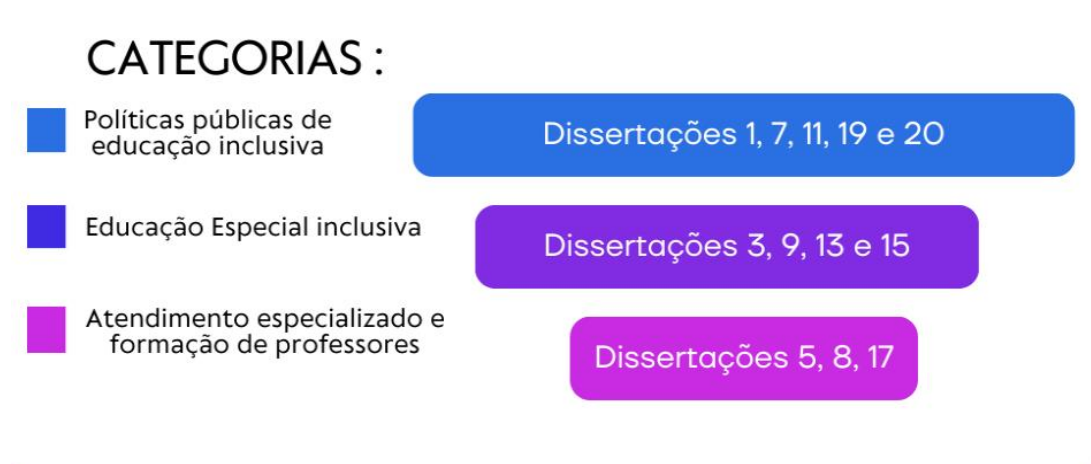 CATEGORIAS :
Políticas públicas de
educação inclusiva
Dissertações 1, 7, 11, 19 e 20
Educação Especial inclusiva
Dissertações 3, 9, 13 e 15
Atendimento especializado e
formação de professores
Dissertações 5, 8, 17